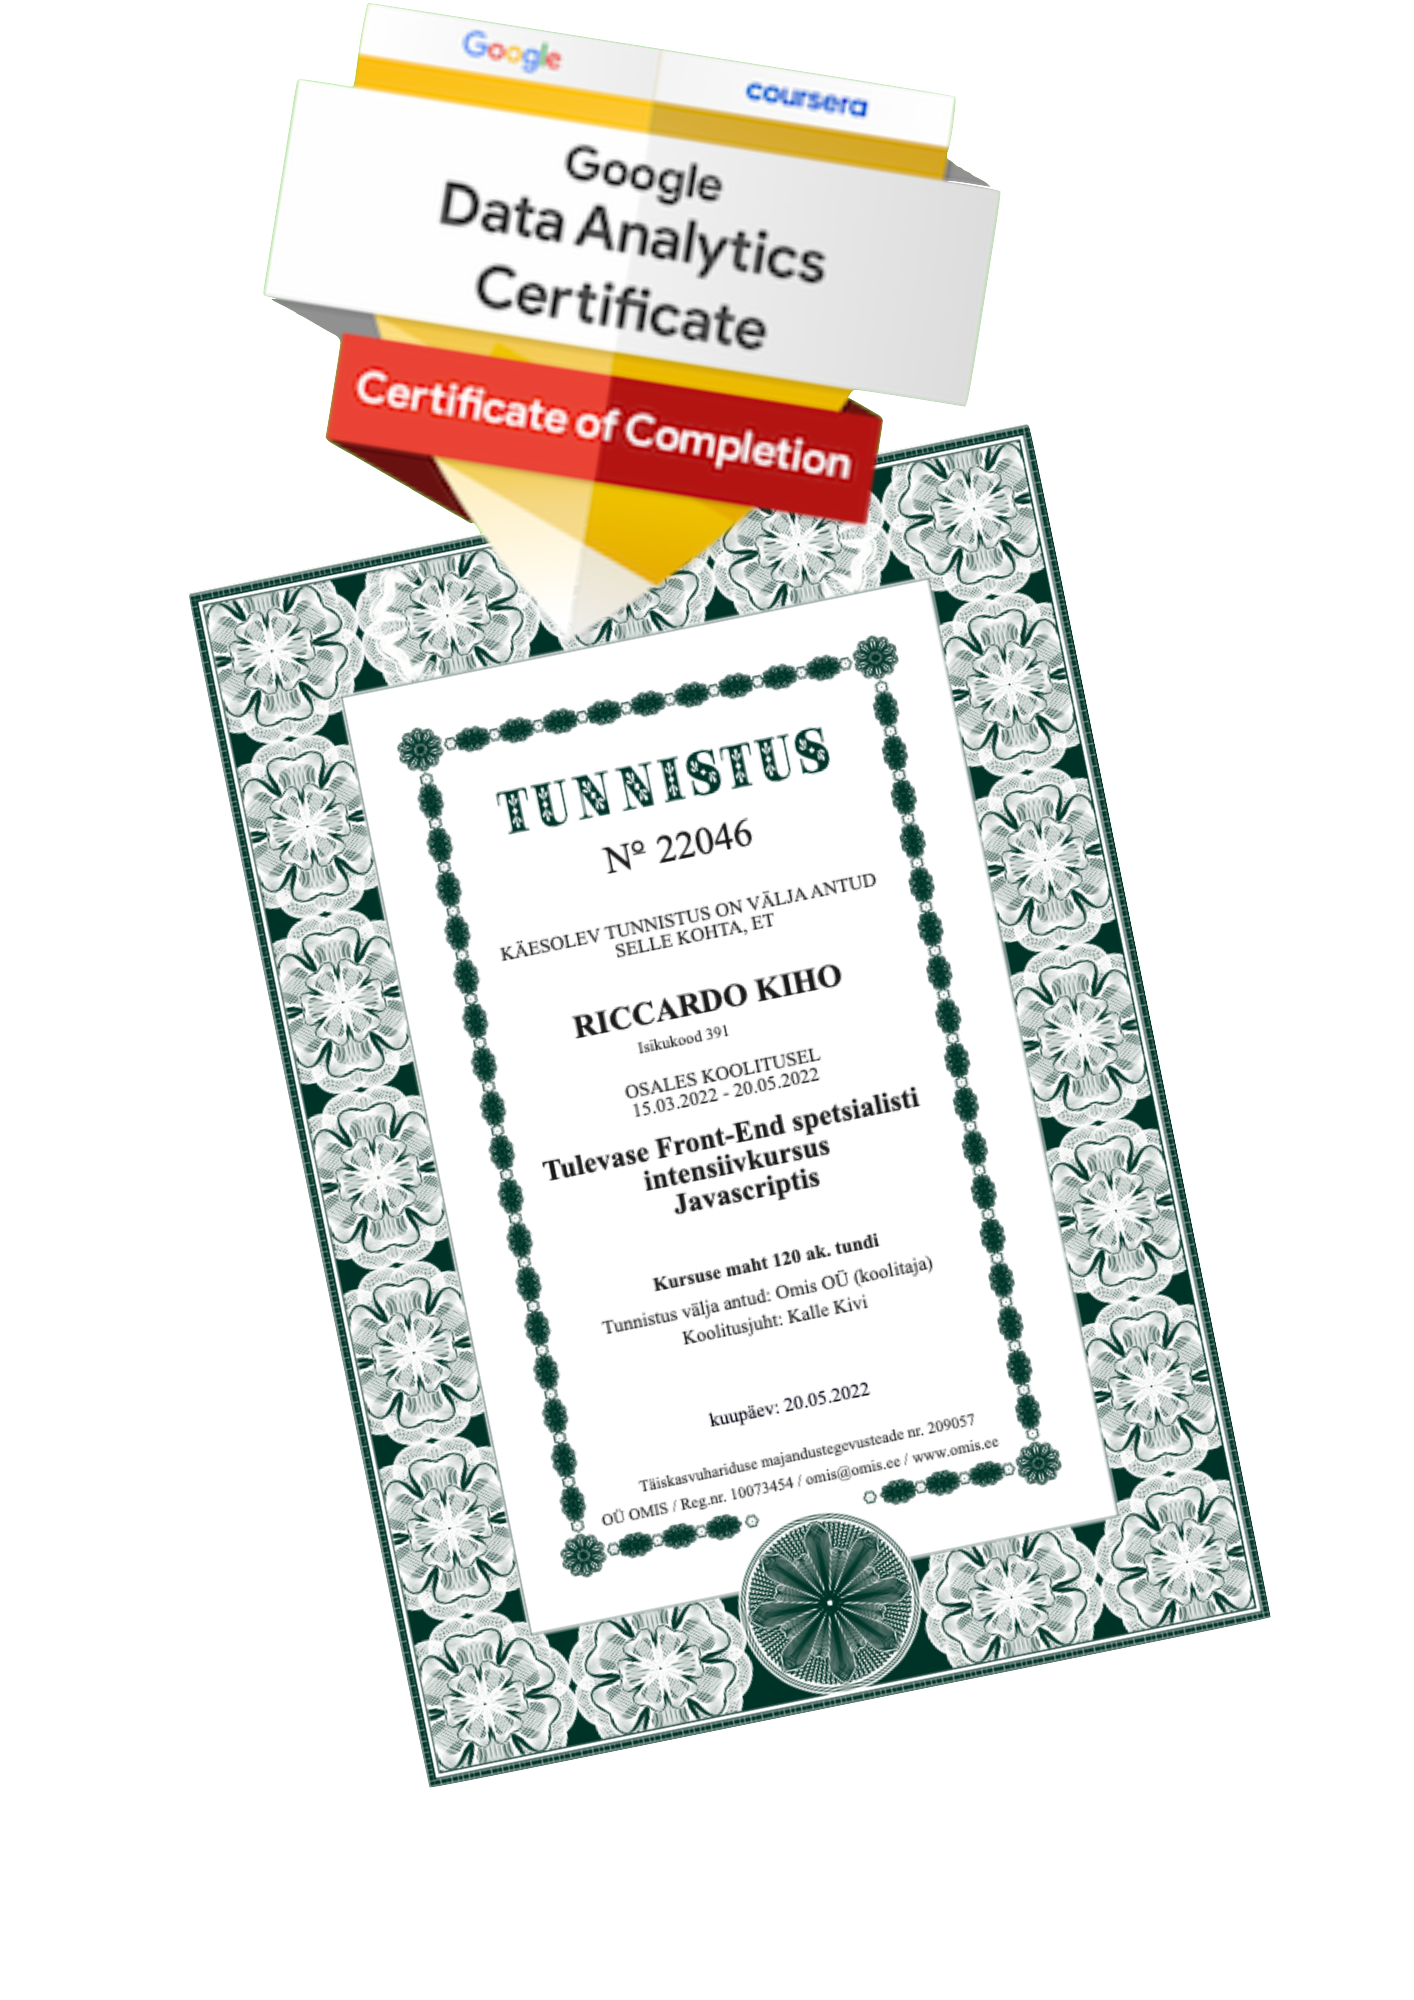 Google
coursera
Google
Data Analytics
Certificate
Certificate of Completion
TUNNISTUS
Nº 22046
KÄESOLEV TUNNISTUS ON VÄLJA ANTUD
SELLE KOHTA, ET
RICCARDO KIHO
Isikukood 391
OSALES KOOLITUSEL
15.03.2022 - 20.05.2022
Tulevase Front-End spetsialisti
intensiivkursus
Javascriptis
Kursuse maht 120 ak. tundi
Tunnistus välja antud: Omis OÜ (koolitaja)
Koolitusjuht: Kalle Kivi
kuupäev: 20.05.2022
Täiskasvuhariduse majandustegevusteade nr. 209057
OÜ OMIS / Reg.nr. 10073454 / omis@omis.ee / www.omis.ee